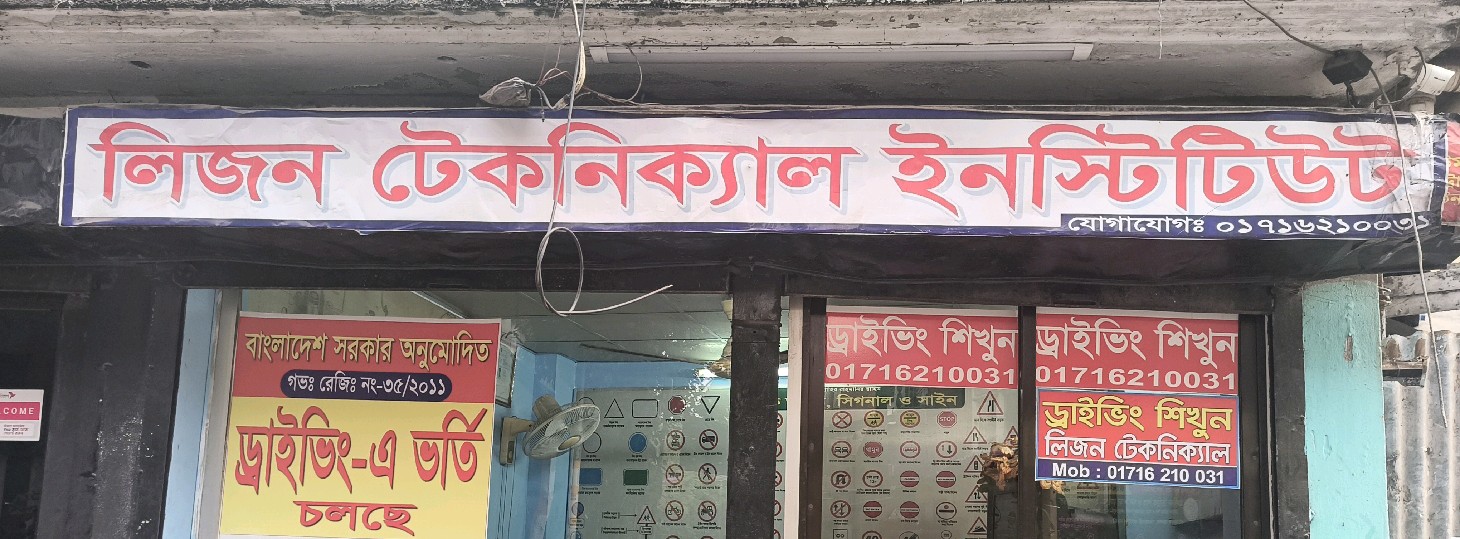 লিজন টেকনিক্যাল ইনস্টিটিউট
যোগাযোগঃ ০১৭১৬২১০০৩১
বাংলাদেশ সরকার অনুমোদিত
গভঃ রেজিঃ নং-৩৫/২০১১
ড্রাইভিং-এ ভর্তি
চলছে
ড্রাইভিং শিখুন
01716210031
সিগনাল ও সাইন
STOP
ড্রাইভিং শিখুন
01716210031
ড্রাইভিং শিখুন
লিজন টেকনিক্যাল
Mob : 01716 210 031